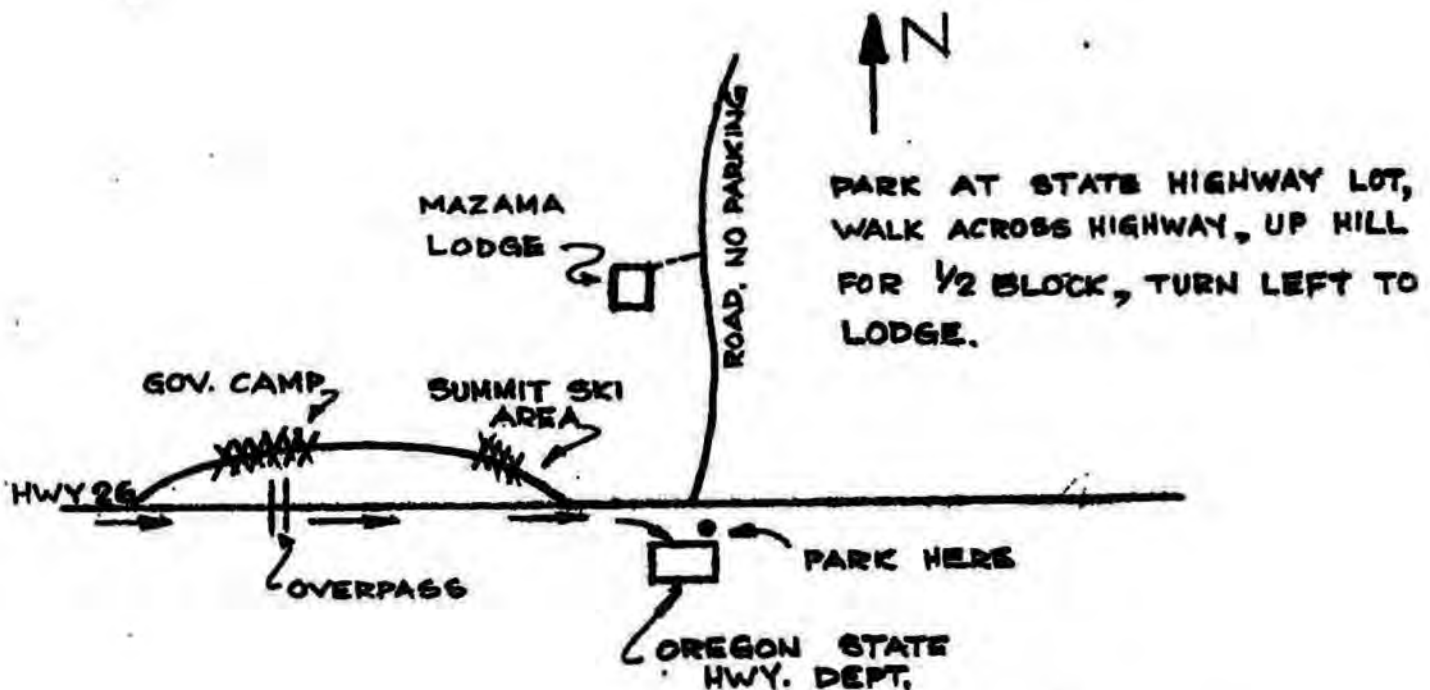 N
PARK AT STATE HIGHWAY LOT,
WALK ACROSS HIGHWAY, UP HILL
FOR 1/2 BLOCK, TURN LEFT TO
LODGE.
ROAD, NO PARKING
MAZAMA
LODGE
GOV. CAMP
SUMMIT SKI
AREA
HWY 26
OVERPASS
PARK HERE
OREGON STATE
HWY. DEPT.